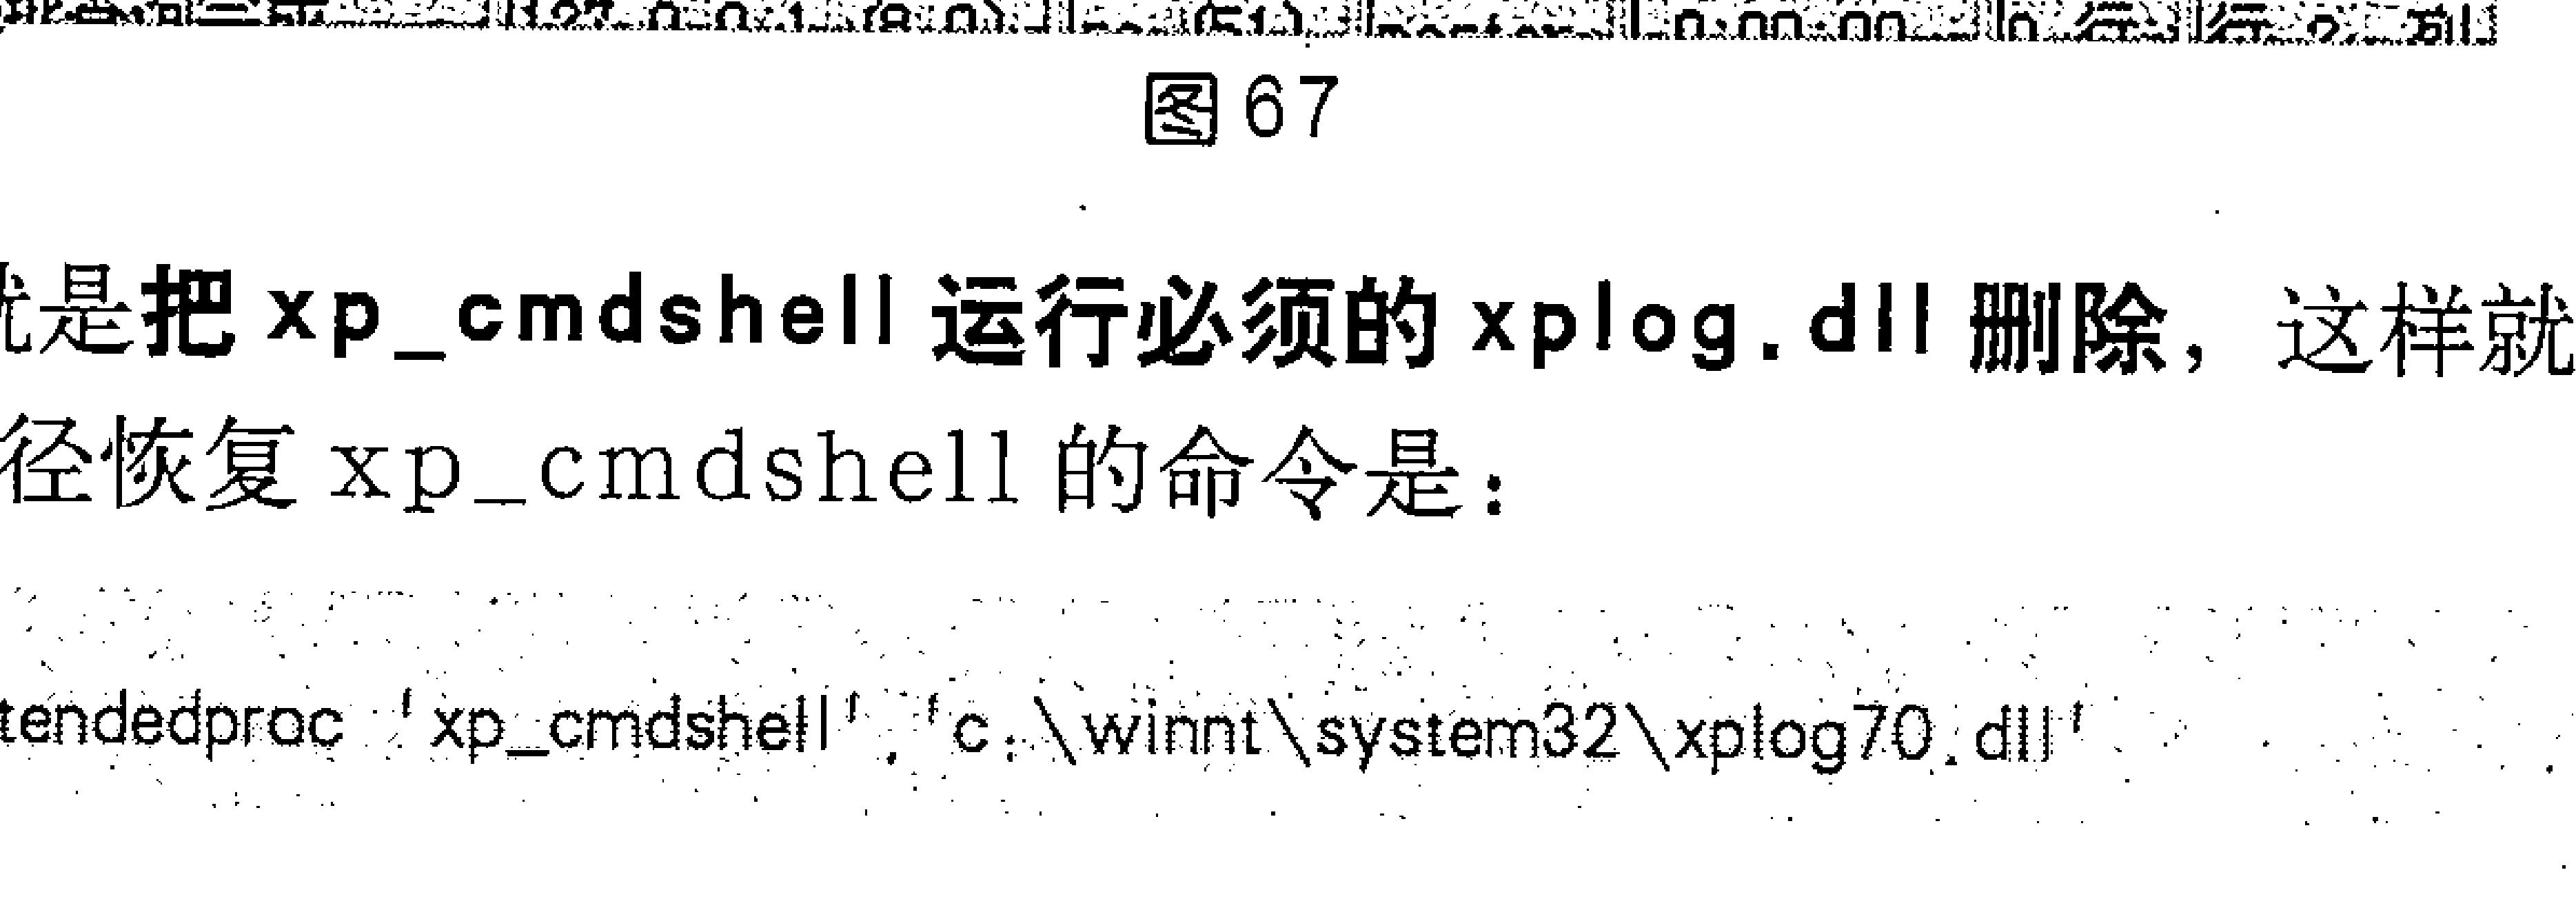 图 67
就是把 xp_cmdshell 运行必须的 xplog.dll 删除，这样就
径恢复 xp_cmdshell 的命令是：
tendedproc 'xp_cmdshell','c:\winnt\system32\xplog70.dll'